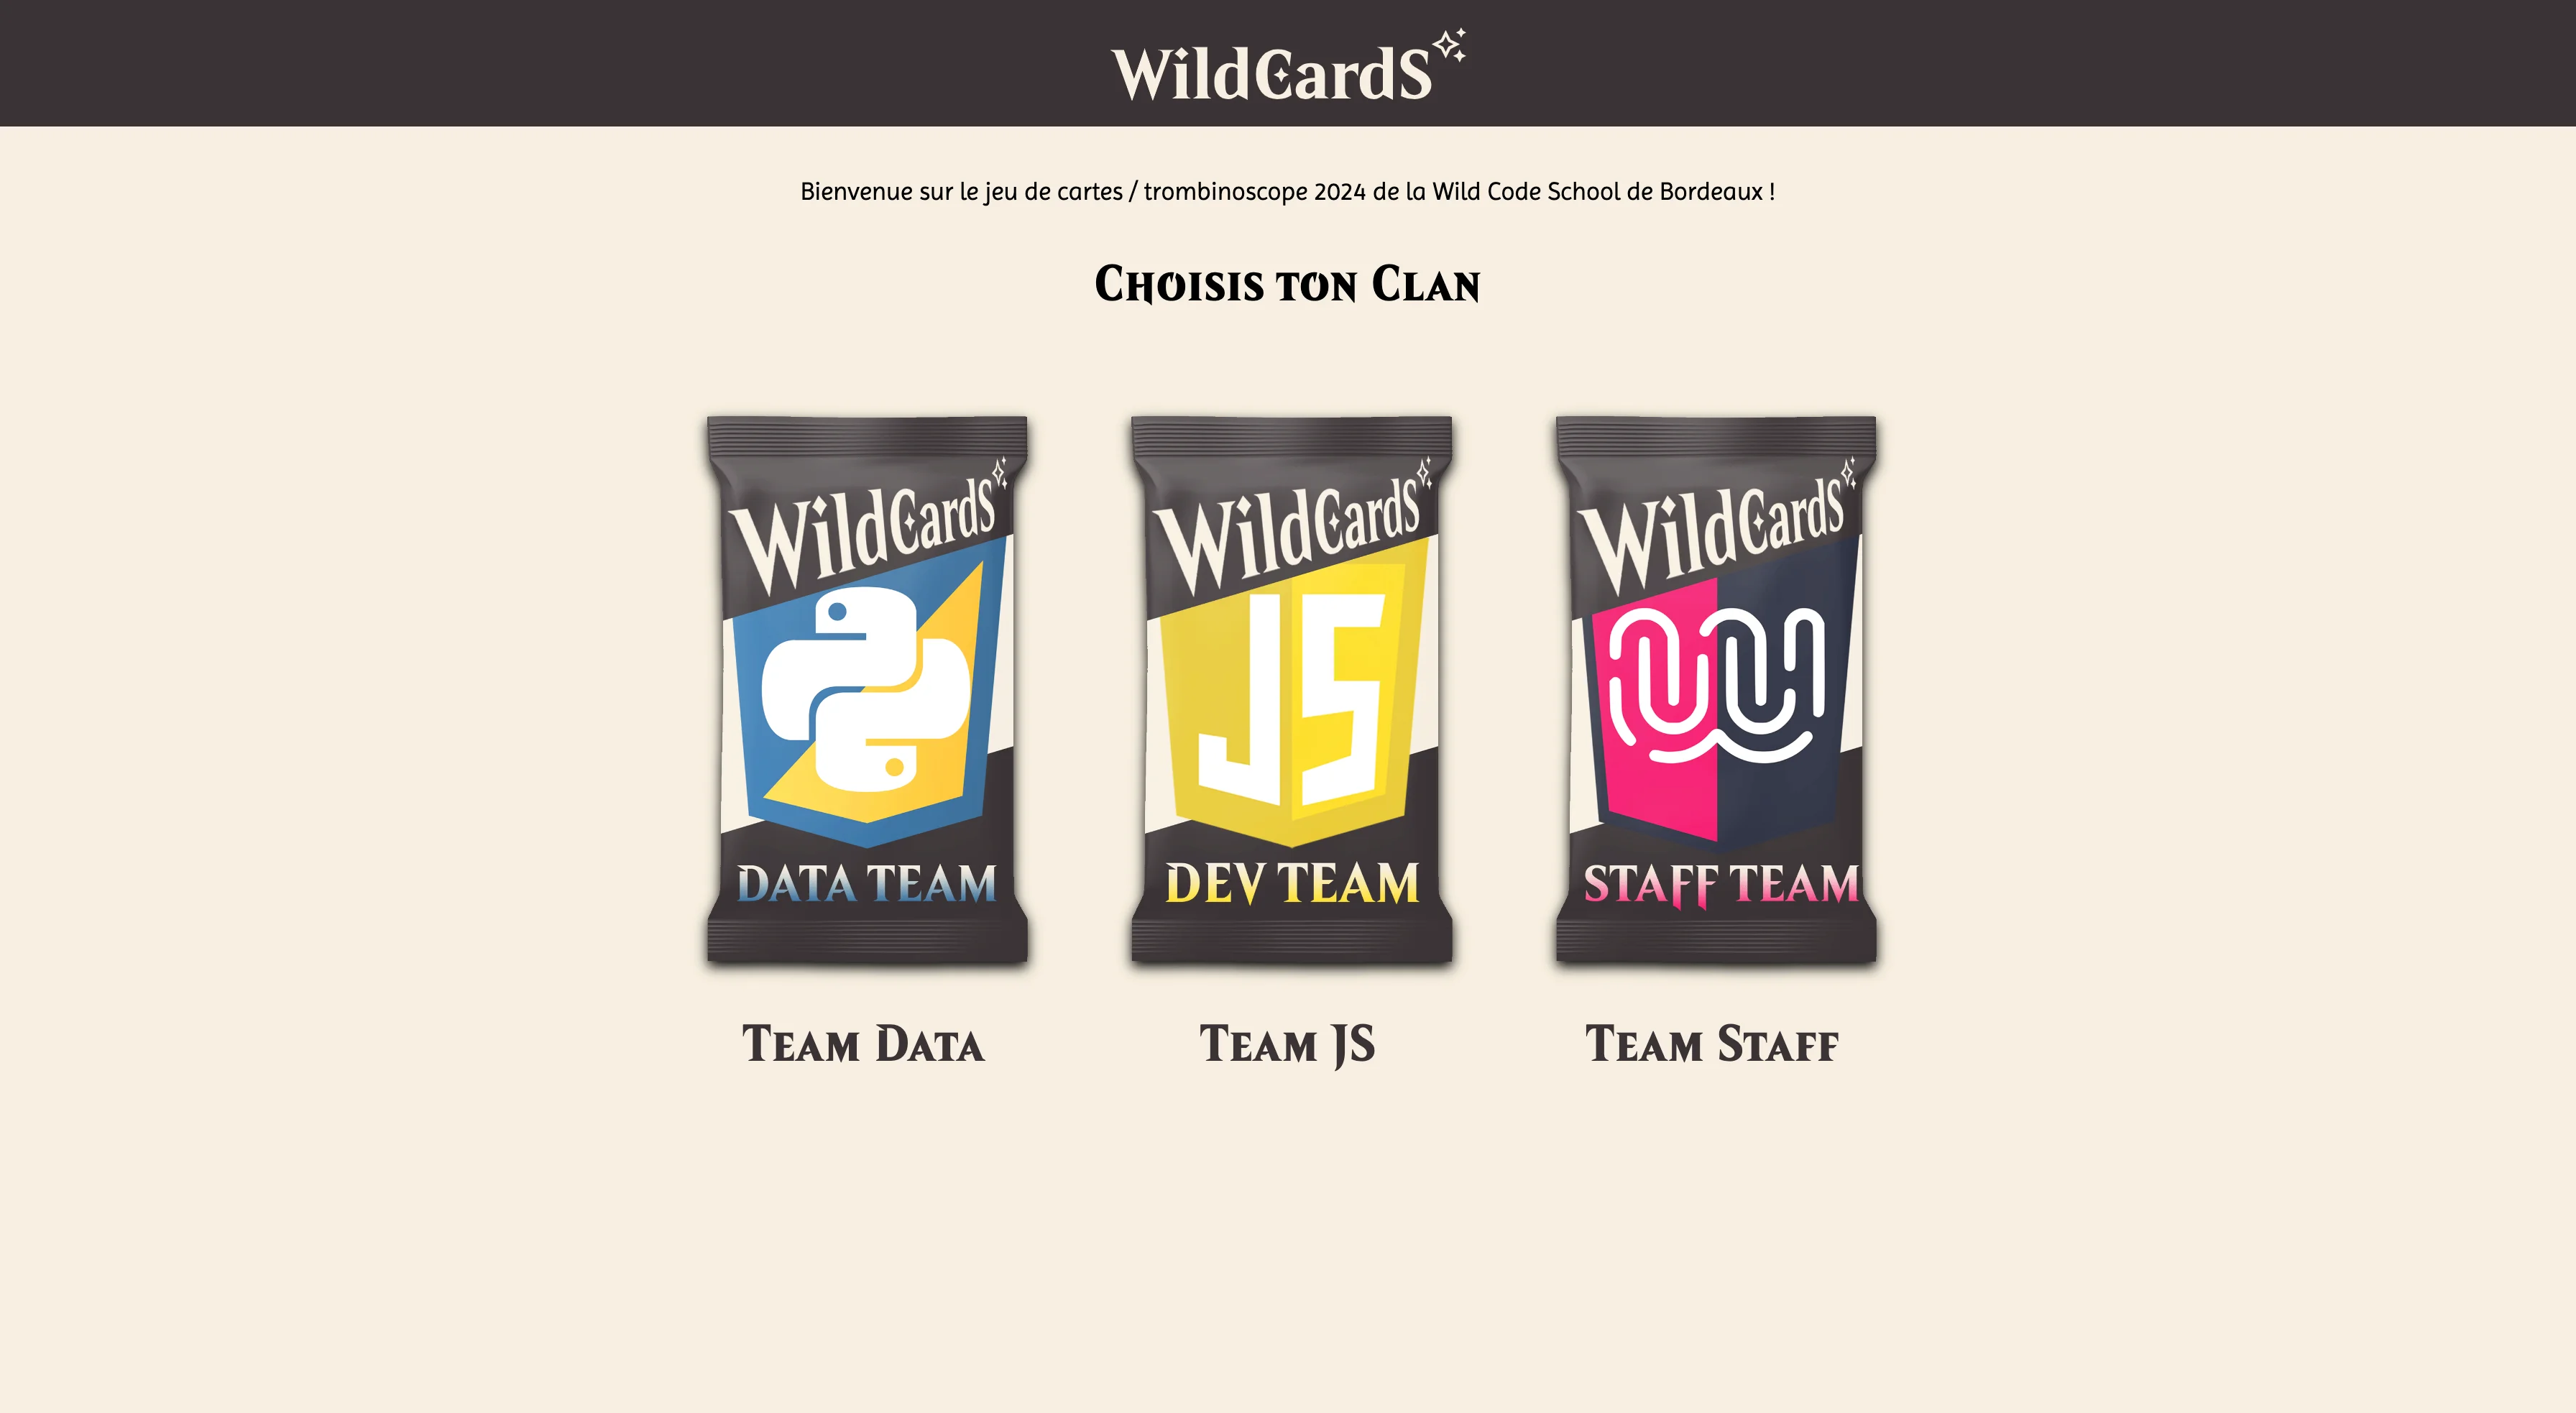 WildCardS
Bienvenue sur le jeu de cartes / trombinoscope 2024 de la Wild Code School de Bordeaux !
Choisis ton Clan
WildCardS
WildCardS
WildCardS
JS
DATA TEAM
DEV TEAM
STAFF TEAM
Team Data
Team JS
Team Staff